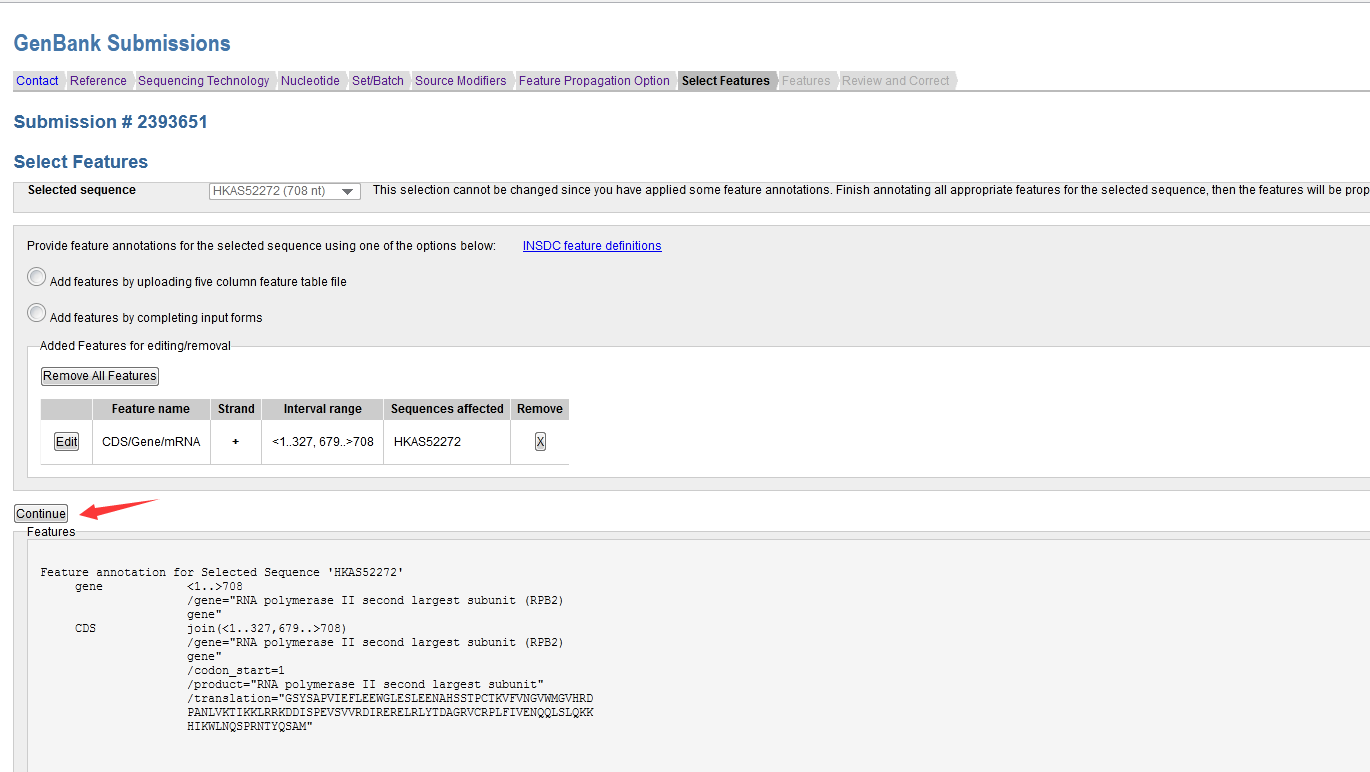 GenBank Submissions
Contact Reference Sequencing Technology Nucleotide Set/Batch Source Modifiers Feature Propagation Option Select Features Features Review and Correct
Submission # 2393651
Select Features
Selected sequence HKAS52272 (708 nt) This selection cannot be changed since you have applied some feature annotations. Finish annotating all appropriate features for the selected sequence, then the features will be prop
Provide feature annotations for the selected sequence using one of the options below: INSDC feature definitions
Add features by uploading five column feature table file
Add features by completing input forms
Added Features for editing/removal
Remove All Features
Feature name Strand Interval range Sequences affected Remove
Edit CDS/Gene/mRNA + <1..327, 679..>708 HKAS52272 X
Continue
Features
Feature annotation for Selected Sequence 'HKAS52272'
gene <1..>708
/gene="RNA polymerase II second largest subunit (RPB2)
gene"
CDS join(<1..327,679..>708)
/gene="RNA polymerase II second largest subunit (RPB2)
gene"
/codon_start=1
/product="RNA polymerase II second largest subunit"
/translation="GSYSAPVIEFLEEWGLESLEENAHSSTPCTKVFVNGVWMGVHRD
PANLVKTIKKLRRKDDISPEVSVVRDIRERELRLYTDAGRVCRPLFIVENQQLSLQKK
HIKWLNQSPRNTYQSAM"